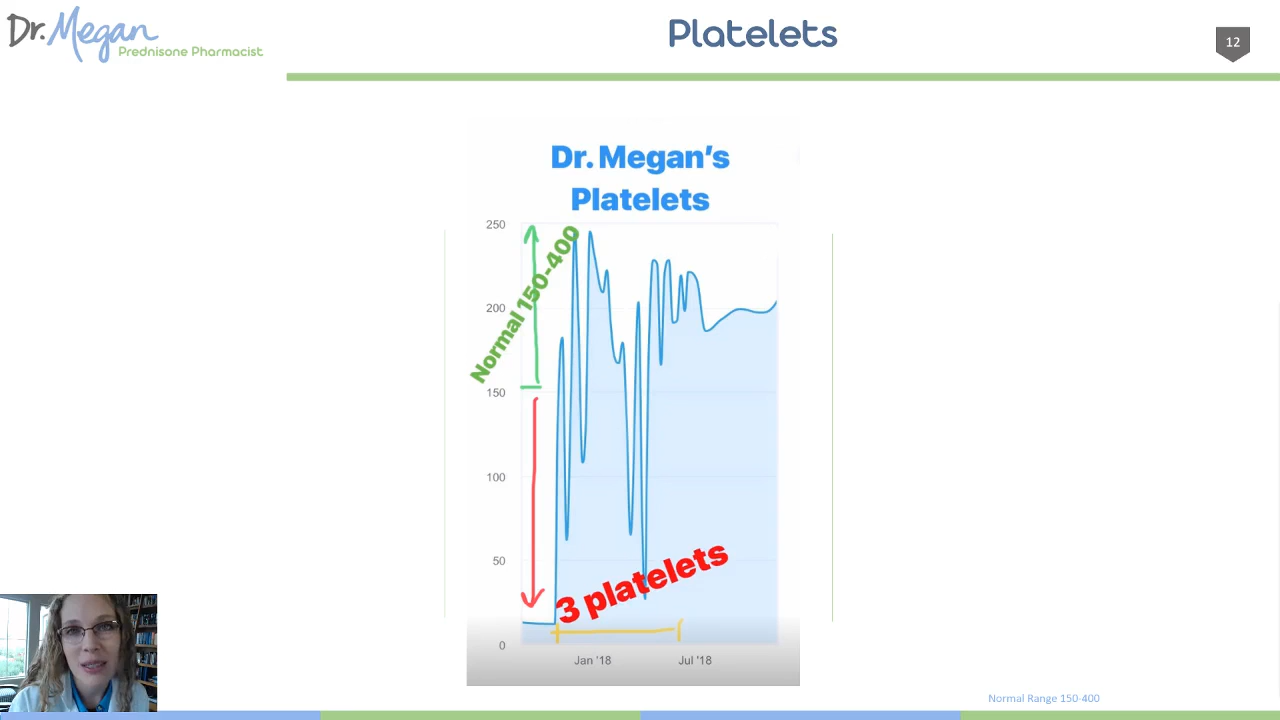 Dr. Megan
Prednisone Pharmacist
Platelets
12
Dr. Megan's
Platelets
250
200
150
100
50
0
Normal 150-400
3 platelets
Jan '18
Jul '18
Normal Range 150-400